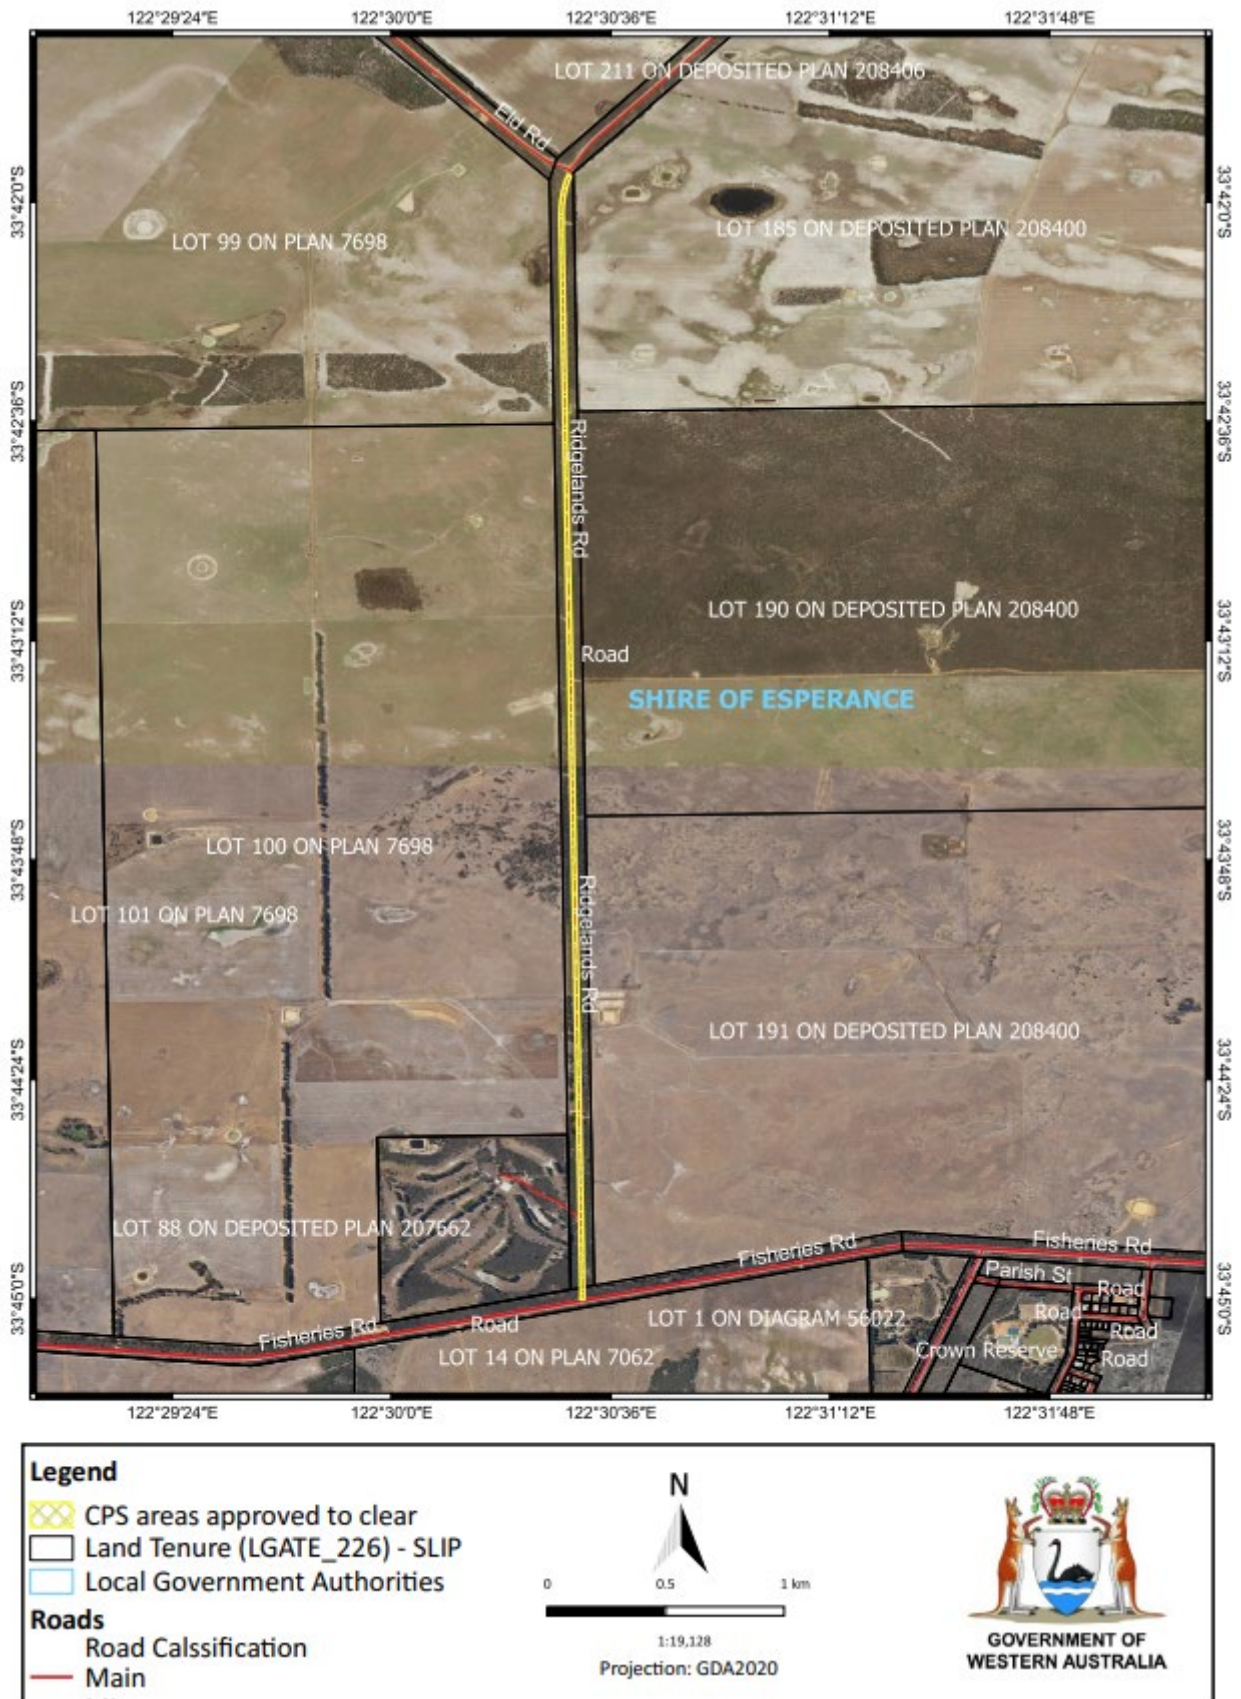 122°29'24"E 122°30'0"E 122°30'36"E 122°31'12"E 122°31'48"E
LOT 211 ON DEPOSITED PLAN 208406
Eld Rd
33°42'0"S
33°42'0"S
LOT 185 ON DEPOSITED PLAN 208400
LOT 99 ON PLAN 7698
33°42'36"S
33°42'36"S
Ridgelands Rd
LOT 190 ON DEPOSITED PLAN 208400
33°43'12"S
33°43'12"S
Road
SHIRE OF ESPERANCE
33°43'48"S
33°43'48"S
LOT 100 ON PLAN 7698
LOT 101 ON PLAN 7698
Ridgelands Rd
LOT 191 ON DEPOSITED PLAN 208400
33°44'24"S
33°44'24"S
LOT 88 ON DEPOSITED PLAN 207662
Fisheries Rd
Fisheries Rd
33°45'0"S
33°45'0"S
Parish St
Road
Road
Road
Road
LOT 1 ON DIAGRAM 56022
Fisheries Rd
Road
Crown Reserve
LOT 14 ON PLAN 7062
122°29'24"E 122°30'0"E 122°30'36"E 122°31'12"E 122°31'48"E
Legend
CPS areas approved to clear
Land Tenure (LGATE_226) - SLIP
Local Government Authorities
Roads
Road Calssification
Main
N
0 0.5 1 km
1:19,128
Projection: GDA2020
GOVERNMENT OF
WESTERN AUSTRALIA